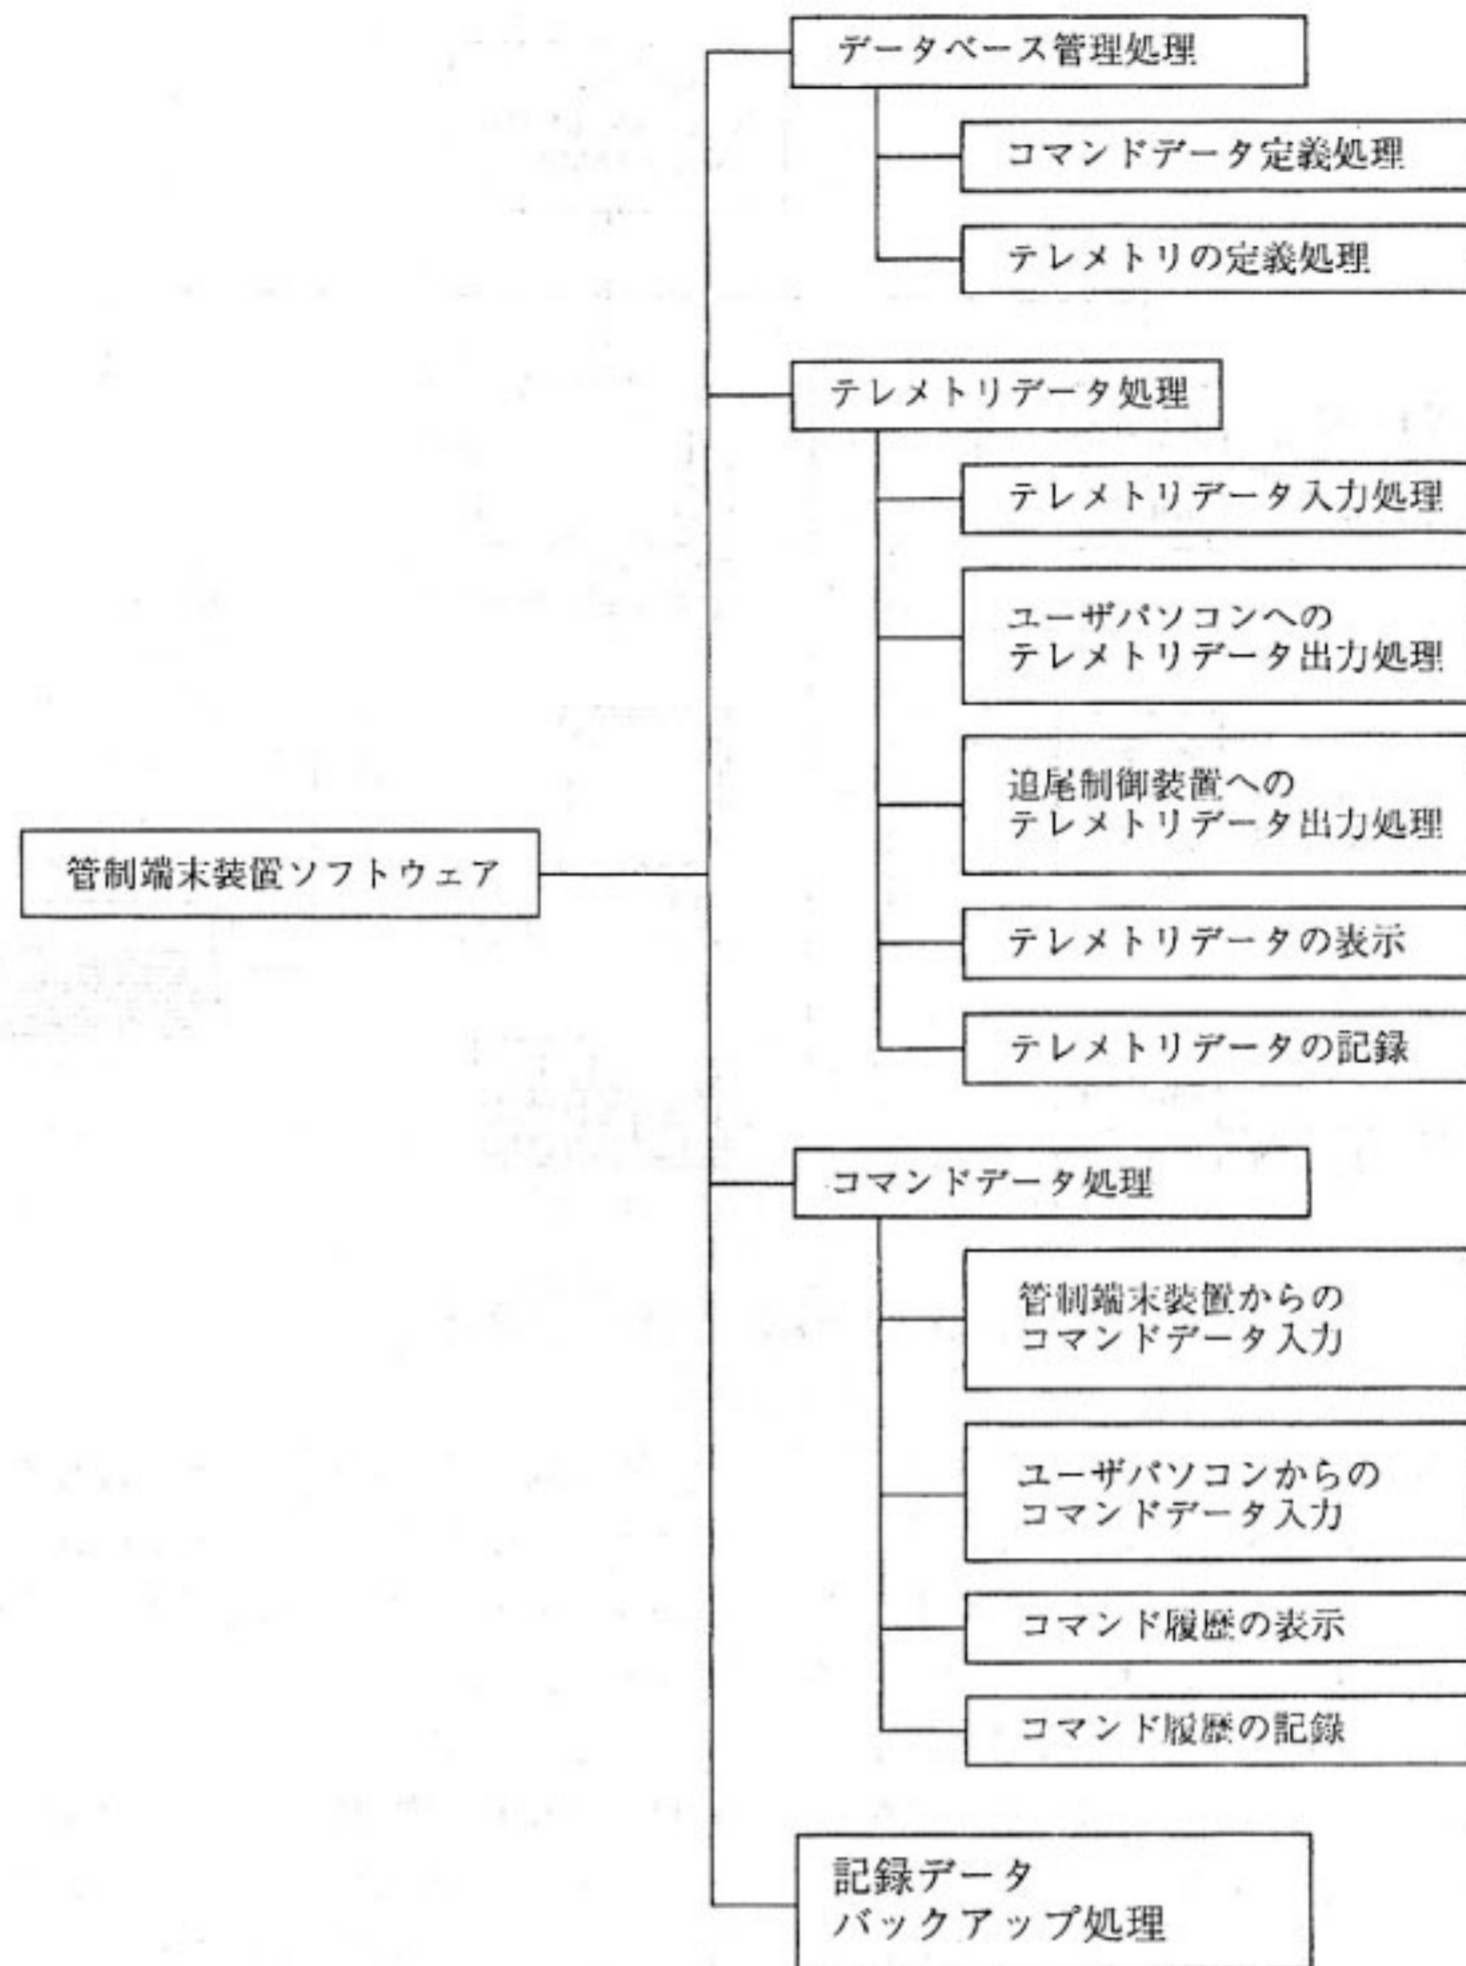 データベース管理処理
コマンドデータ定義処理
テレメトリの定義処理
テレメトリデータ処理
テレメトリデータ入力処理
ユーザパソコンへの
テレメトリデータ出力処理
追尾制御装置への
テレメトリデータ出力処理
管制端末装置ソフトウェア
テレメトリデータの表示
テレメトリデータの記録
コマンドデータ処理
管制端末装置からの
コマンドデータ入力
ユーザパソコンからの
コマンドデータ入力
コマンド履歴の表示
コマンド履歴の記録
記録データ
バックアップ処理